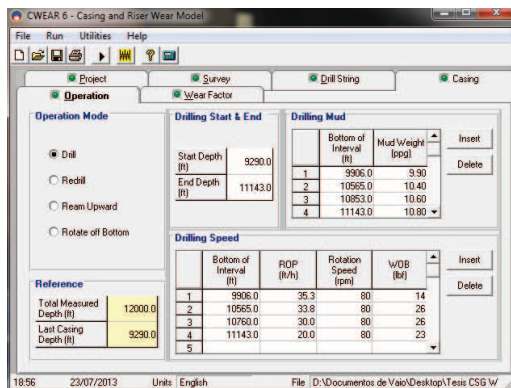 CWEAR 6 - Casing and Riser Wear Model
File Run Utilities Help
Project Survey Drill String Casing
Operation Wear Factor
Operation Mode
Drill
Redrill
Ream Upward
Rotate off Bottom
Drilling Start & End
Start Depth (ft) 9290.0
End Depth (ft) 11143.0
Drilling Mud
Bottom of Interval (ft) Mud Weight (ppg)
1 9906.0 9.90
2 10565.0 10.40
3 10853.0 10.60
4 11143.0 10.80
Insert
Delete
Drilling Speed
Bottom of Interval (ft) ROP (ft/h) Rotation Speed (rpm) WOB (lbf)
1 9906.0 35.3 80 14
2 10565.0 33.8 80 26
3 10760.0 30.0 80 26
4 11143.0 20.0 80 23
5
Insert
Delete
Reference
Total Measured Depth (ft) 12000.0
Last Casing Depth (ft) 9290.0
18:56 23/07/2013 Units English File D:\Documentos de Vaio\Desktop\Tesis CSG W